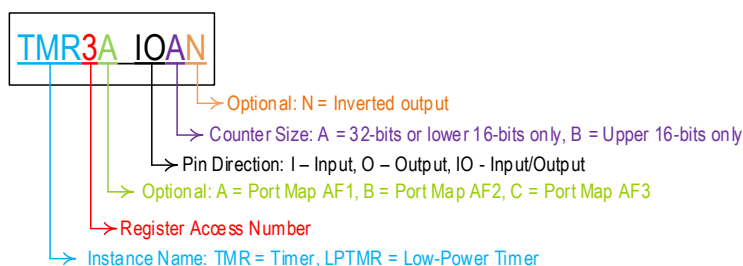 TMR3A_IOAN
Optional: N = Inverted output
Counter Size: A = 32-bits or lower 16-bits only, B = Upper 16-bits only
Pin Direction: I – Input, O – Output, IO - Input/Output
Optional: A = Port Map AF1, B = Port Map AF2, C = Port Map AF3
Register Access Number
Instance Name: TMR = Timer, LPTMR = Low-Power Timer